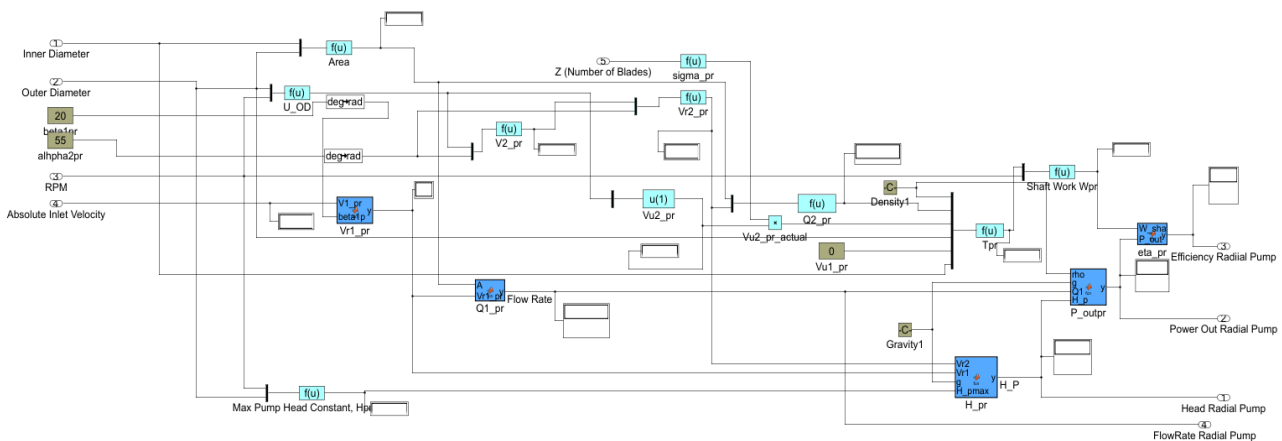 1
Inner Diameter
f(u)
Area
5
Z (Number of Blades)
f(u)
sigma_pr
2
Outer Diameter
f(u)
U_OD
deg-rad
f(u)
Vr2_pr
20
beta1pr
55
alhpha2pr
f(u)
V2_pr
deg-rad
3
RPM
f(u)
Shaft Work Wpr
-C-
Density1
4
Absolute Inlet Velocity
V1_pr
beta1p
y
Vr1_pr
u(1)
Vu2_pr
f(u)
Q2_pr
×
Vu2_pr_actual
f(u)
Tpr
W_sha
P_out
y
eta_pr
3
Efficiency Radiial Pump
0
Vu1_pr
A
Vr1_pr
y
Flow Rate
Q1_pr
rho
g
Q1
H_p
y
P_outpr
2
Power Out Radial Pump
-C-
Gravity1
Vr2
Vr1
g
H_pmax
y
H_P
H_pr
f(u)
Max Pump Head Constant,
1
Head Radial Pump
4
FlowRate Radial Pump